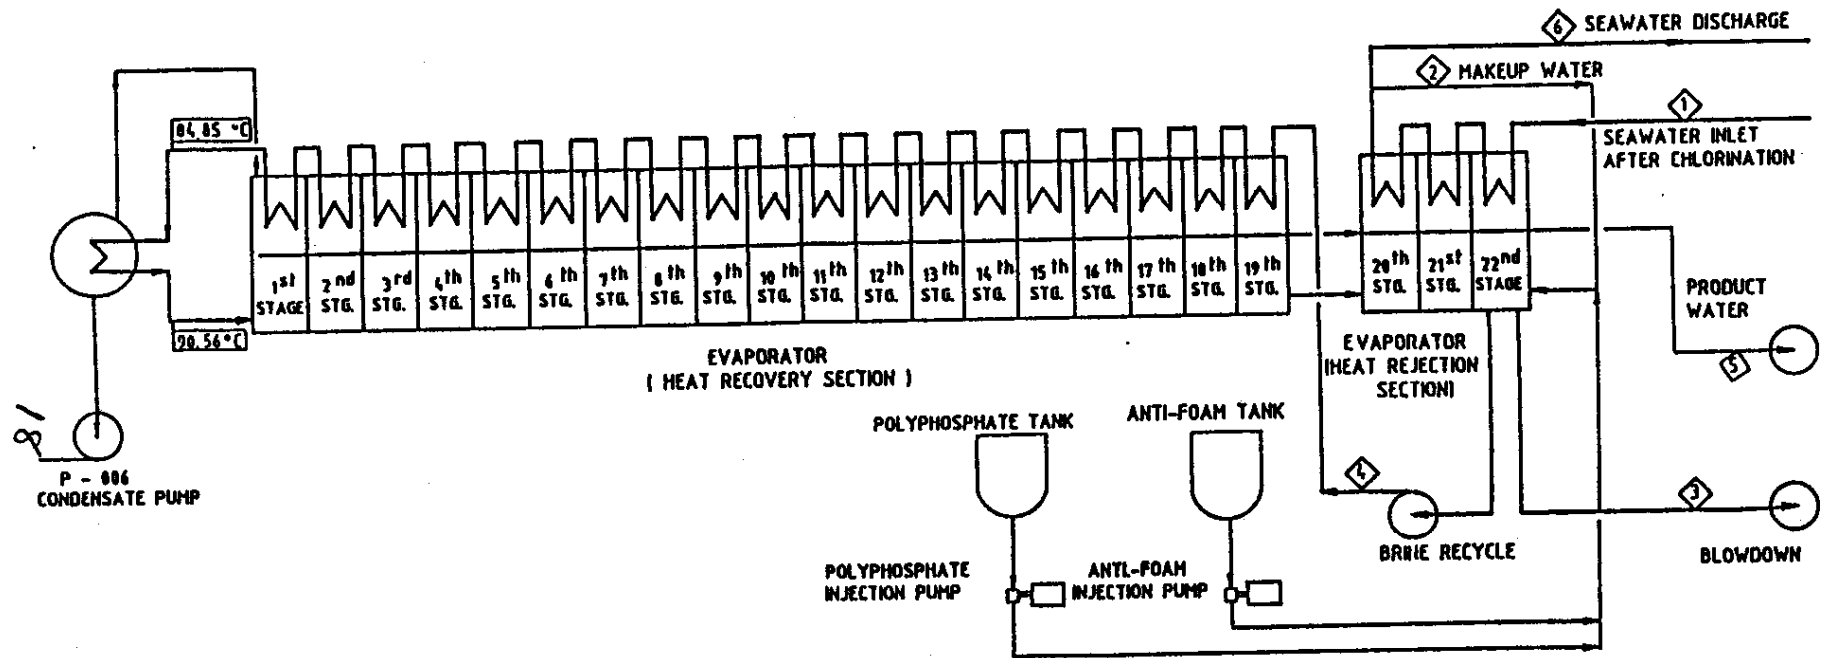 6 SEAWATER DISCHARGE
2 MAKEUP WATER
1
SEAWATER INLET
AFTER CHLORINATION
84.85 °C
1st
STAGE
2nd
STG.
3rd
STG.
4th
STG.
5th
STG.
6th
STG.
7th
STG.
8th
STG.
9th
STG.
10th
STG.
11th
STG.
12th
STG.
13th
STG.
14th
STG.
15th
STG.
16th
STG.
17th
STG.
18th
STG.
19th
STG.
20th
STG.
21st
STG.
22nd
STAGE
90.56°C
PRODUCT
WATER
5
EVAPORATOR
( HEAT RECOVERY SECTION )
EVAPORATOR
(HEAT REJECTION
SECTION)
POLYPHOSPHATE TANK
ANTI-FOAM TANK
81
P - 006
CONDENSATE PUMP
4
3
BRINE RECYCLE
BLOWDOWN
POLYPHOSPHATE
INJECTION PUMP
ANTI-FOAM
INJECTION PUMP